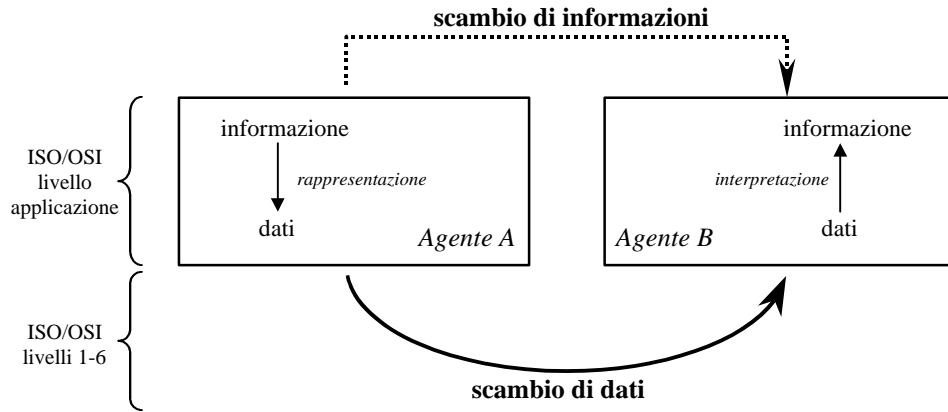 scambio di informazioni
ISO/OSI
livello
applicazione
informazione
rappresentazione
dati
Agente A
informazione
interpretazione
dati
Agente B
ISO/OSI
livelli 1-6
scambio di dati